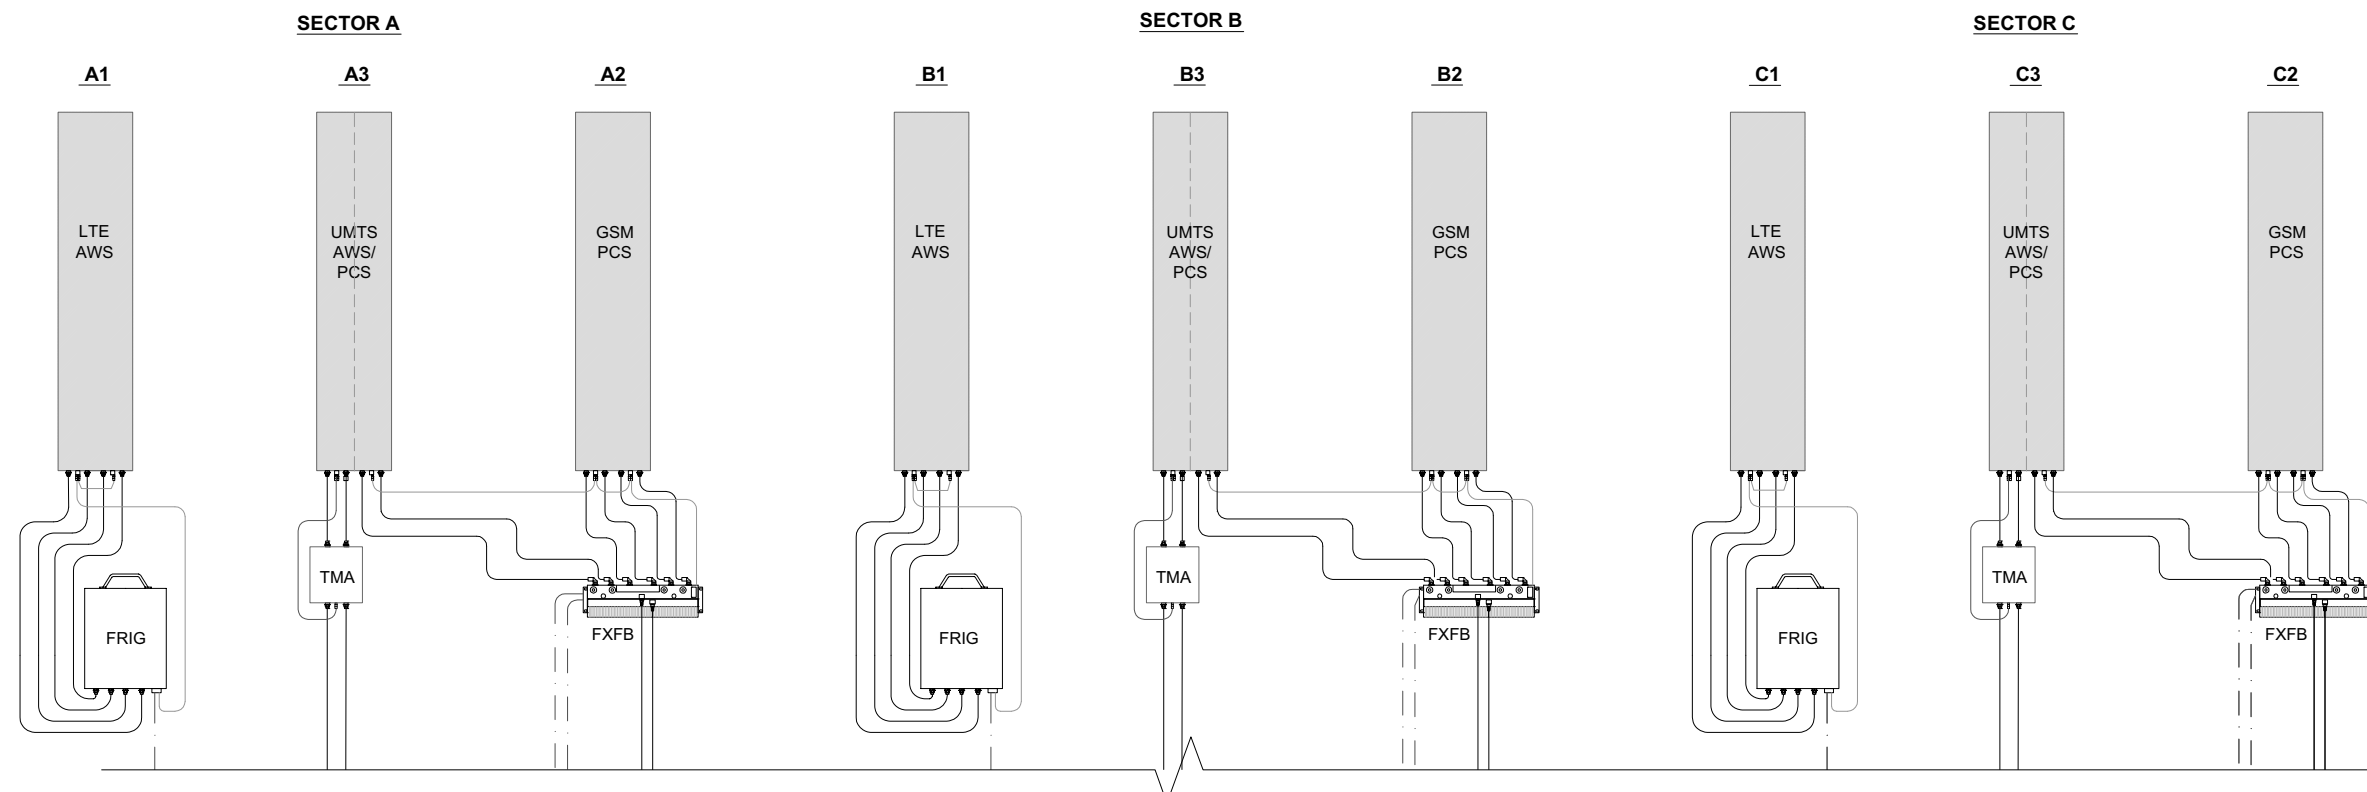 SECTOR A
SECTOR B
SECTOR C
A1
A3
A2
B1
B3
B2
C1
C3
C2
LTE
AWS
UMTS
AWS/
PCS
GSM
PCS
LTE
AWS
UMTS
AWS/
PCS
GSM
PCS
LTE
AWS
UMTS
AWS/
PCS
GSM
PCS
FRIG
TMA
FXFB
FRIG
TMA
FXFB
FRIG
TMA
FXFB